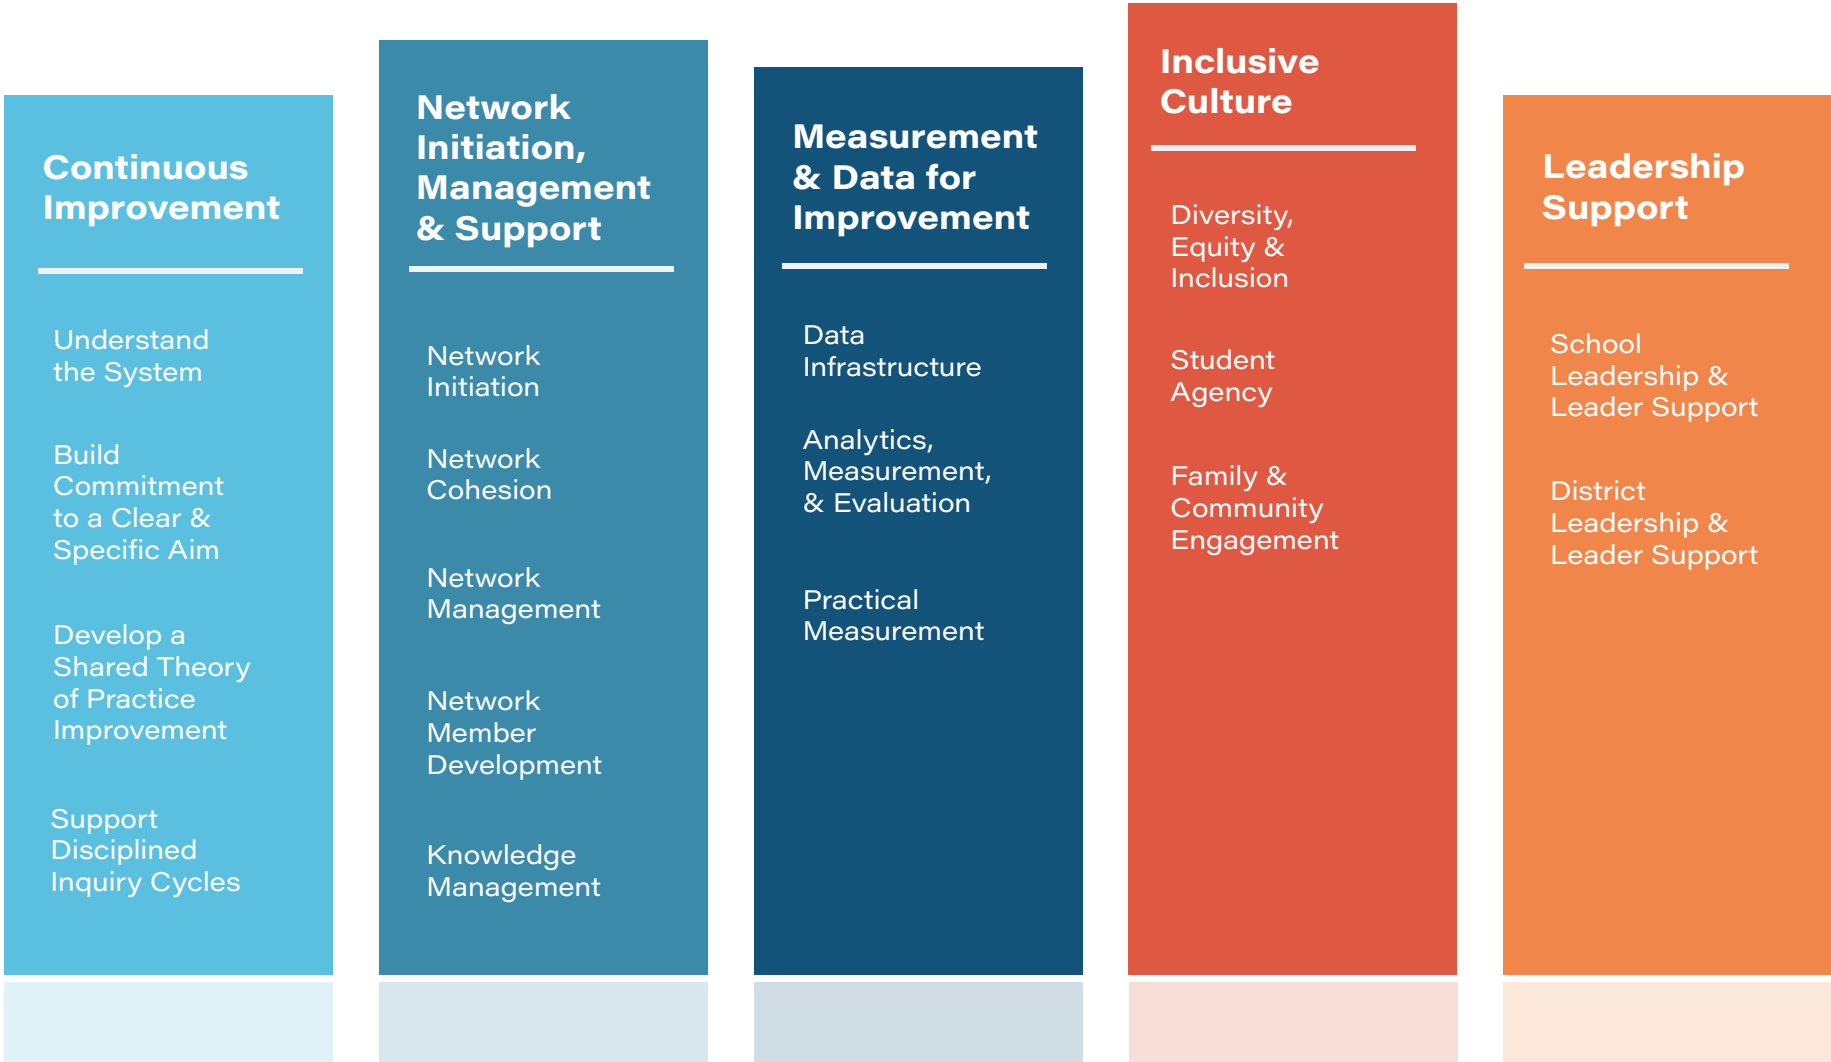 Continuous
Improvement
Understand
the System
Build
Commitment
to a Clear &
Specific Aim
Develop a
Shared Theory
of Practice
Improvement
Support
Disciplined
Inquiry Cycles
Network
Initiation,
Management
& Support
Network
Initiation
Network
Cohesion
Network
Management
Network
Member
Development
Knowledge
Management
Measurement
& Data for
Improvement
Data
Infrastructure
Analytics,
Measurement,
& Evaluation
Practical
Measurement
Inclusive
Culture
Diversity,
Equity &
Inclusion
Student
Agency
Family &
Community
Engagement
Leadership
Support
School
Leadership &
Leader Support
District
Leadership &
Leader Support